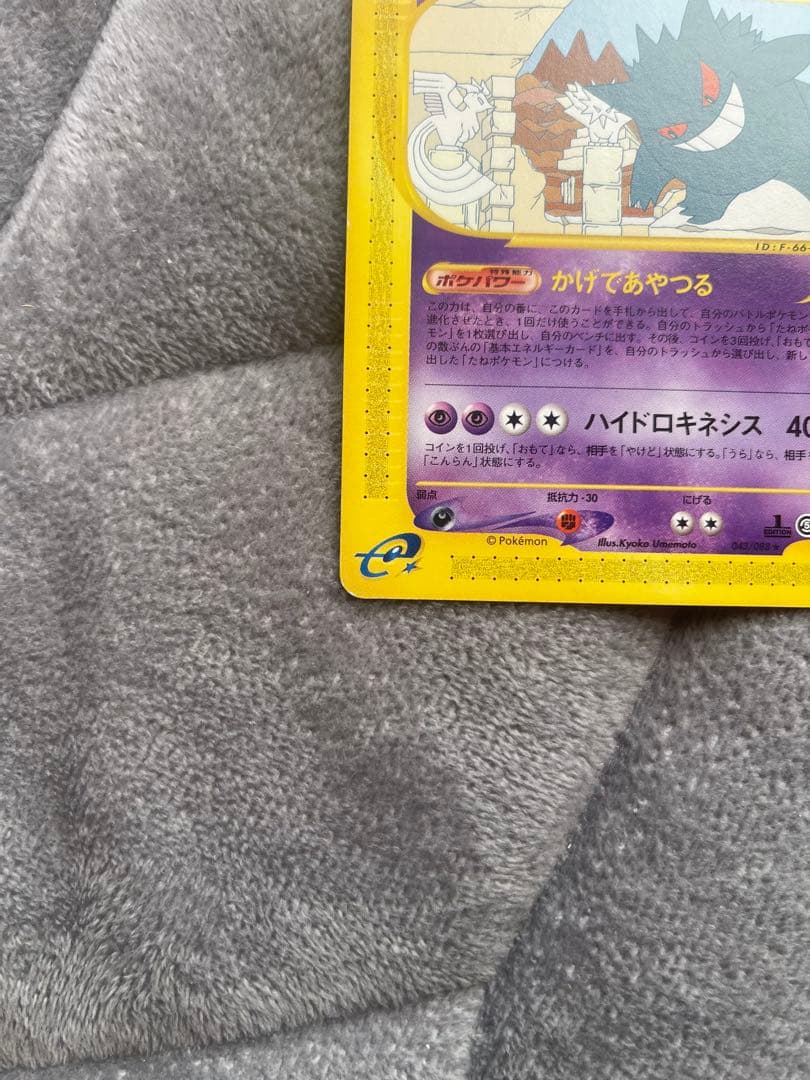 ID:F-66-
特殊能力
ポケパワー かげであやつる
この力は、自分の番に、このカードを手札から出して、自分のバトルポケモン
進化させたとき、1回だけ使うことができる。自分のトラッシュから「たねポ
モン」を1枚選び出し、自分のベンチに出す。その後、コインを3回投げ、「おもて
の数ぶんの「基本エネルギーカード」を、自分のトラッシュから選び出し、新し
出した「たねポケモン」につける。
ハイドロキネシス 40
コインを1回投げ、「おもて」なら、相手を「やけど」状態にする。「うら」なら、相手
「こんらん」状態にする。
弱点 抵抗力-30 にげる
1
EDITION
© Pokémon Illus.Kyoko Umemoto 043/088★
e